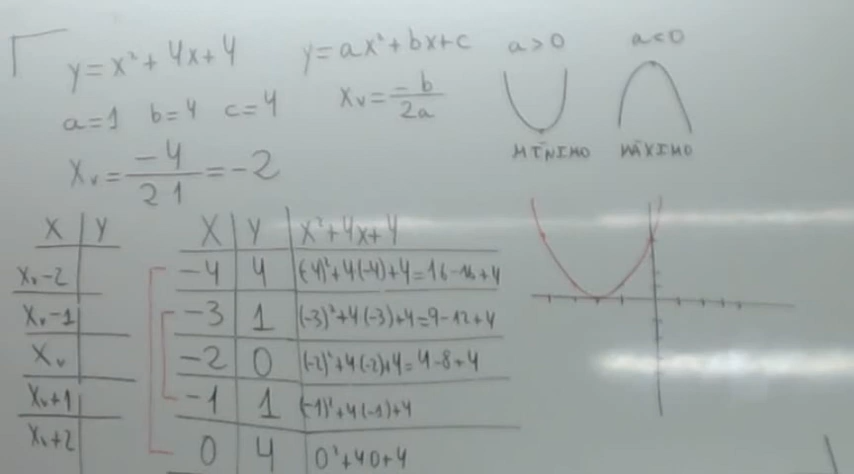 y=x²+4x+4
y=ax²+bx+c
a>0
a<0
a=1 b=4 c=4
Xv=-b/2a
MÍNIMO
MÁXIMO
Xv=-4/2·1=-2
X | Y
Xv-2
Xv-1
Xv
Xv+1
Xv+2
X | Y | X²+4X+4
-4 | 4 | (-4)²+4(-4)+4=16-16+4
-3 | 1 | (-3)²+4(-3)+4=9-12+4
-2 | 0 | (-2)²+4(-2)+4=4-8+4
-1 | 1 | (-1)²+4(-1)+4
0 | 4 | 0²+4·0+4